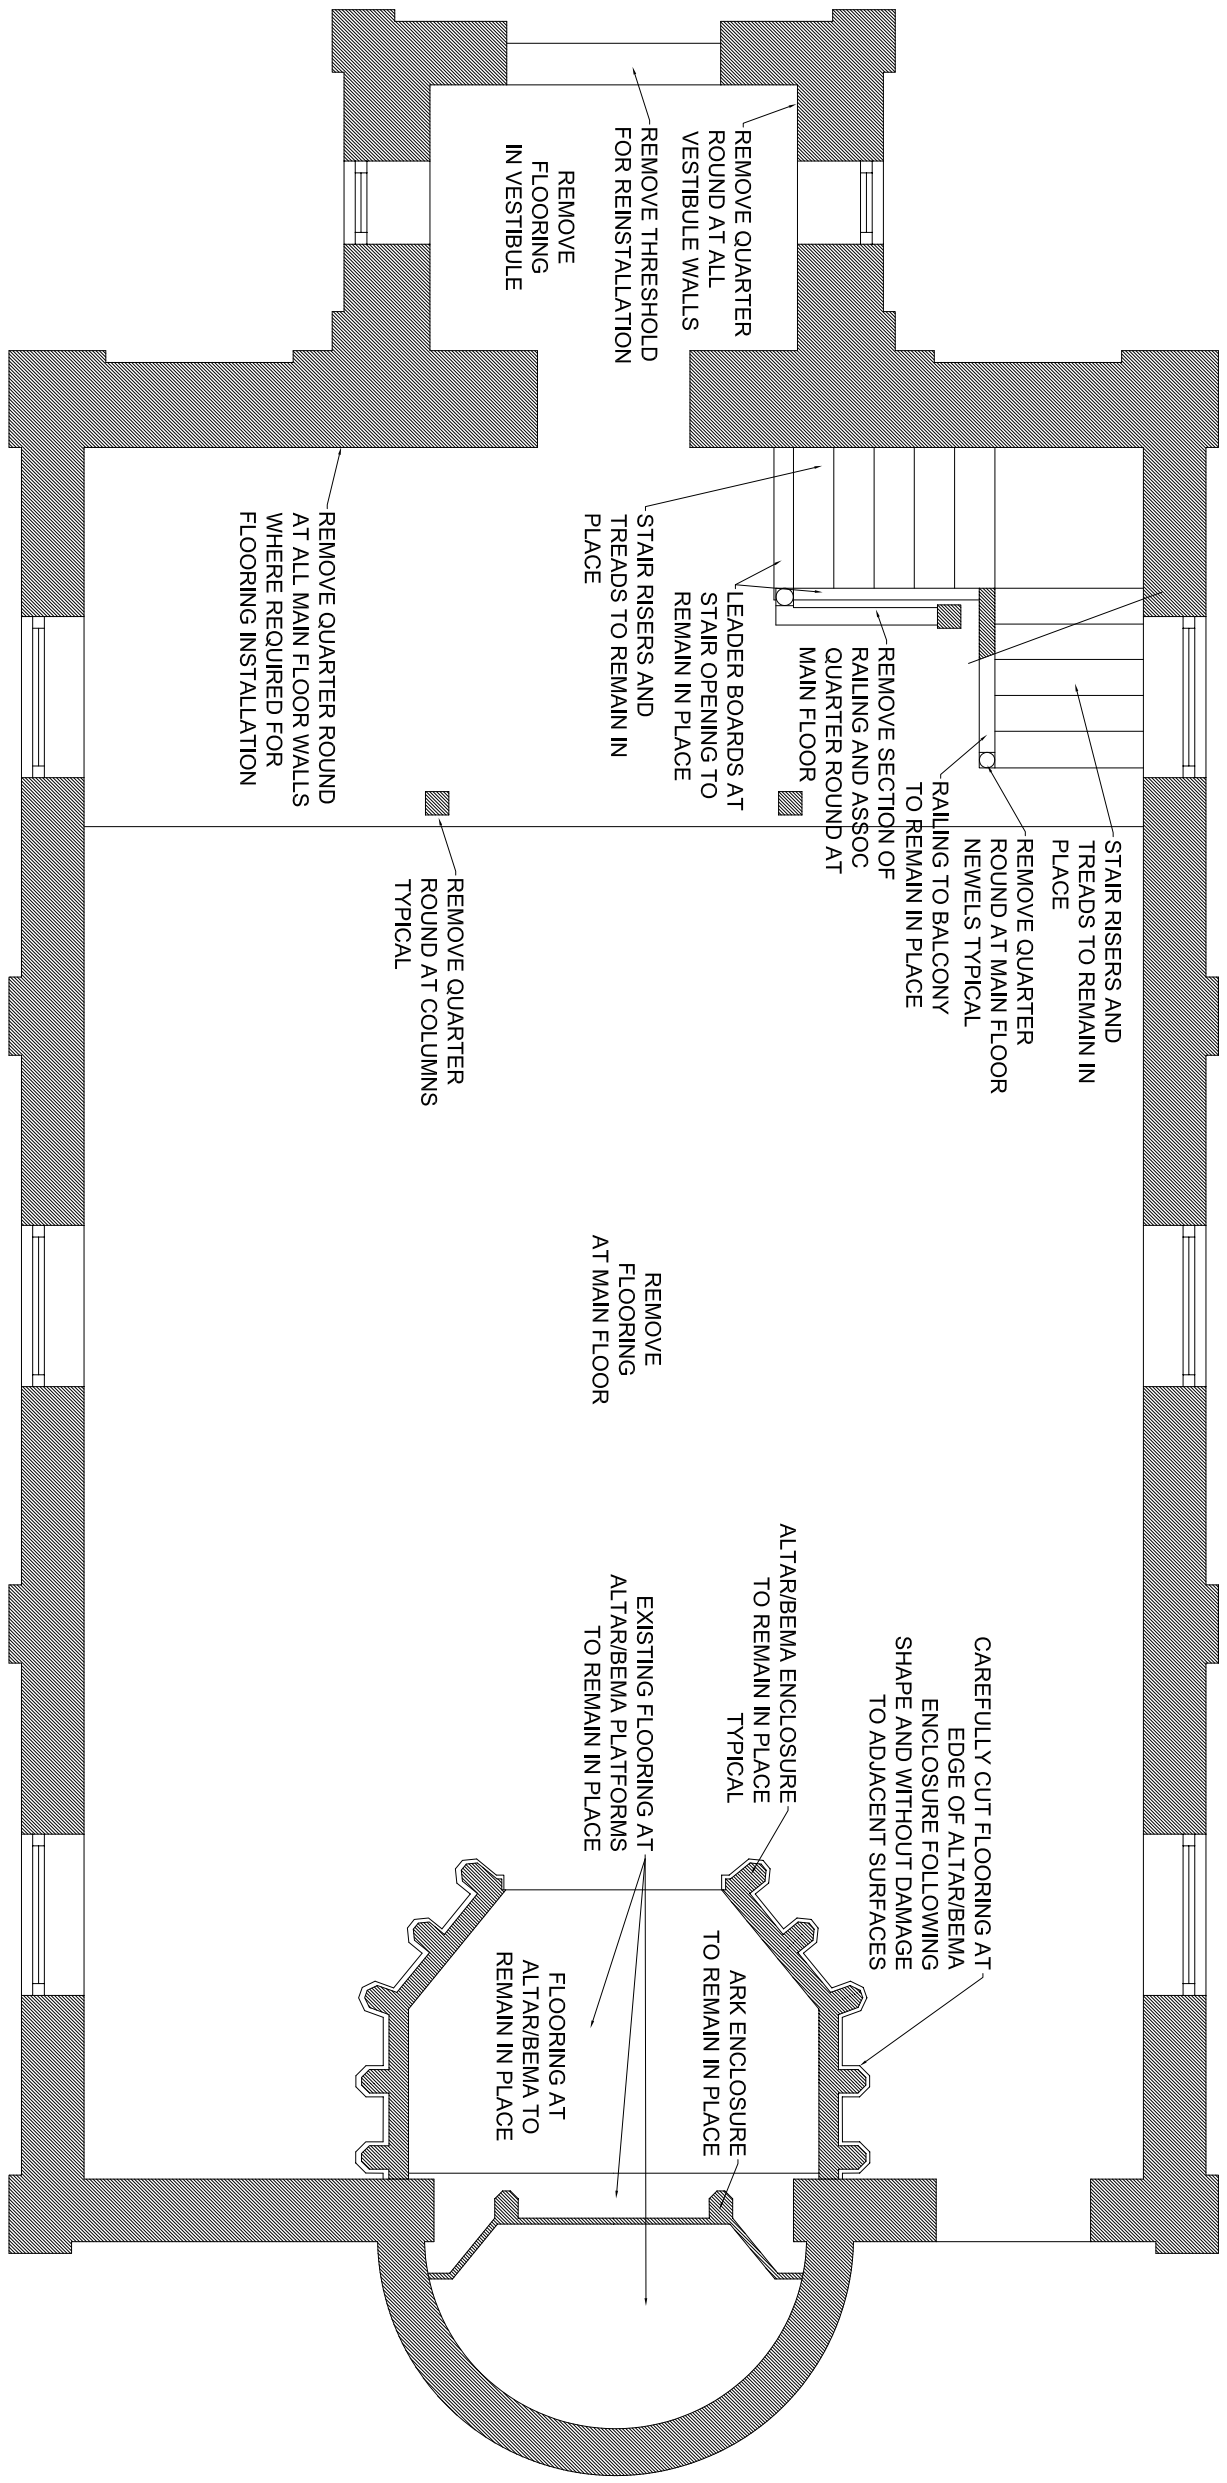 REMOVE QUARTER
ROUND AT ALL
VESTIBULE WALLS
REMOVE THRESHOLD
FOR REINSTALLATION
REMOVE
FLOORING
IN VESTIBULE
STAIR RISERS AND
TREADS TO REMAIN IN
PLACE
REMOVE QUARTER
ROUND AT MAIN FLOOR
NEWELS TYPICAL
RAILING TO BALCONY
TO REMAIN IN PLACE
REMOVE SECTION OF
RAILING AND ASSOC
QUARTER ROUND AT
MAIN FLOOR
LEADER BOARDS AT
STAIR OPENING TO
REMAIN IN PLACE
STAIR RISERS AND
TREADS TO REMAIN IN
PLACE
REMOVE QUARTER ROUND
AT ALL MAIN FLOOR WALLS
WHERE REQUIRED FOR
FLOORING INSTALLATION
REMOVE QUARTER
ROUND AT COLUMNS
TYPICAL
REMOVE
FLOORING
AT MAIN FLOOR
CAREFULLY CUT FLOORING AT
EDGE OF ALTAR/BEMA
ENCLOSURE FOLLOWING
SHAPE AND WITHOUT DAMAGE
TO ADJACENT SURFACES
ALTAR/BEMA ENCLOSURE
TO REMAIN IN PLACE
TYPICAL
EXISTING FLOORING AT
ALTAR/BEMA PLATFORMS
TO REMAIN IN PLACE
ARK ENCLOSURE
TO REMAIN IN PLACE
FLOORING AT
ALTAR/BEMA TO
REMAIN IN PLACE